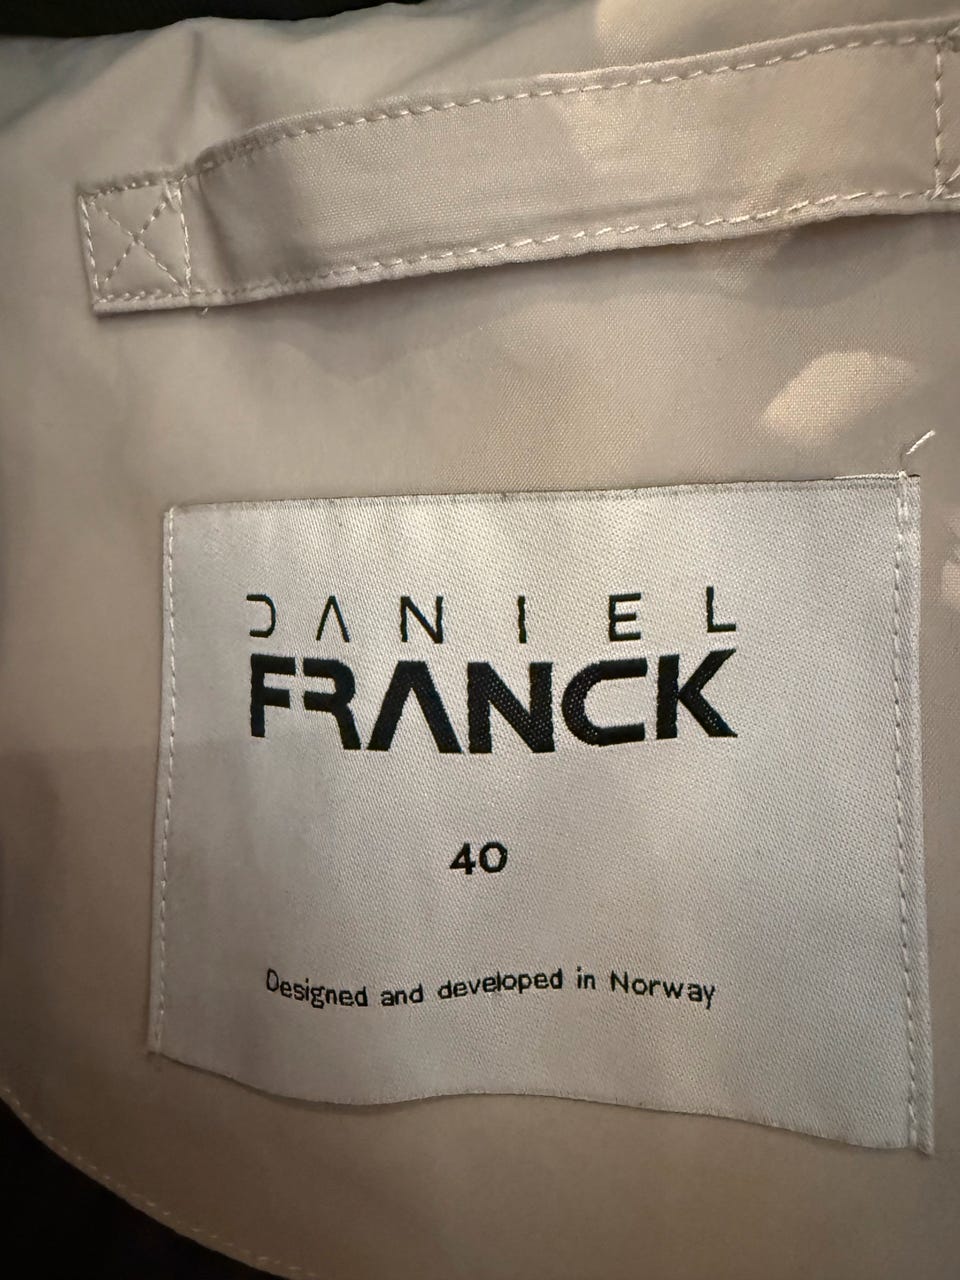 DANIEL
FRANCK
40
Designed and developed in Norway